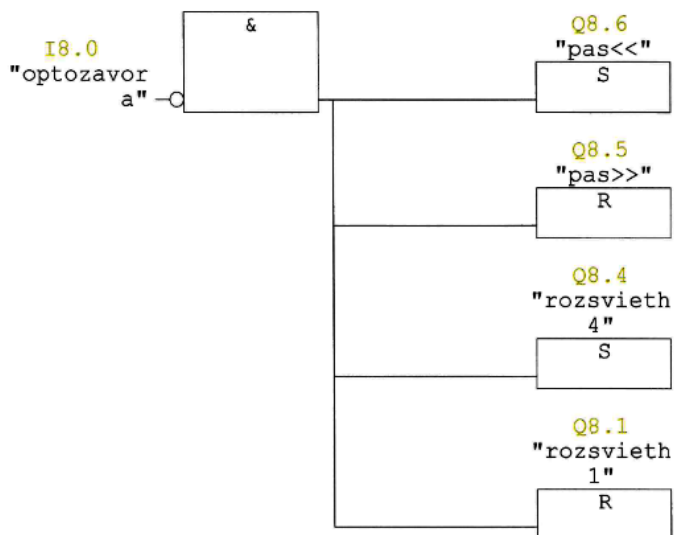 &
I8.0
"optozavor
a"
Q8.6
"pas<<"
S
Q8.5
"pas>>"
R
Q8.4
"rozsvieth
4"
S
Q8.1
"rozsvieth
1"
R